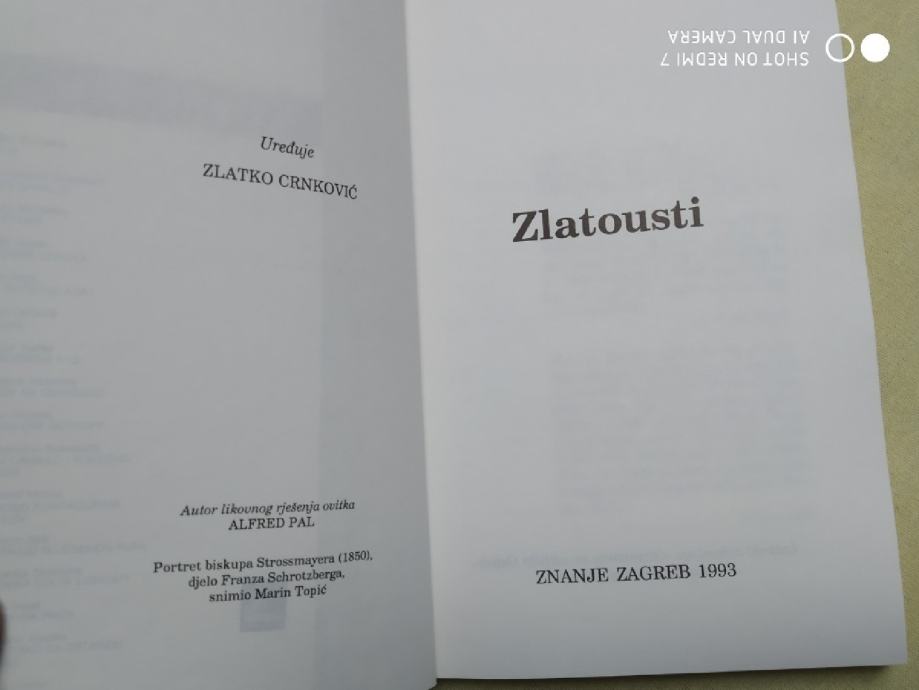 Uređuje
ZLATKO CRNKOVIĆ
Autor likovnog rješenja ovitka
ALFRED PAL
Portret biskupa Strossmayera (1850),
djelo Franza Schrotzberga,
snimio Marin Topić
Zlatousti
ZNANJE ZAGREB 1993
SHOT ON REDMI 7
AI DUAL CAMERA